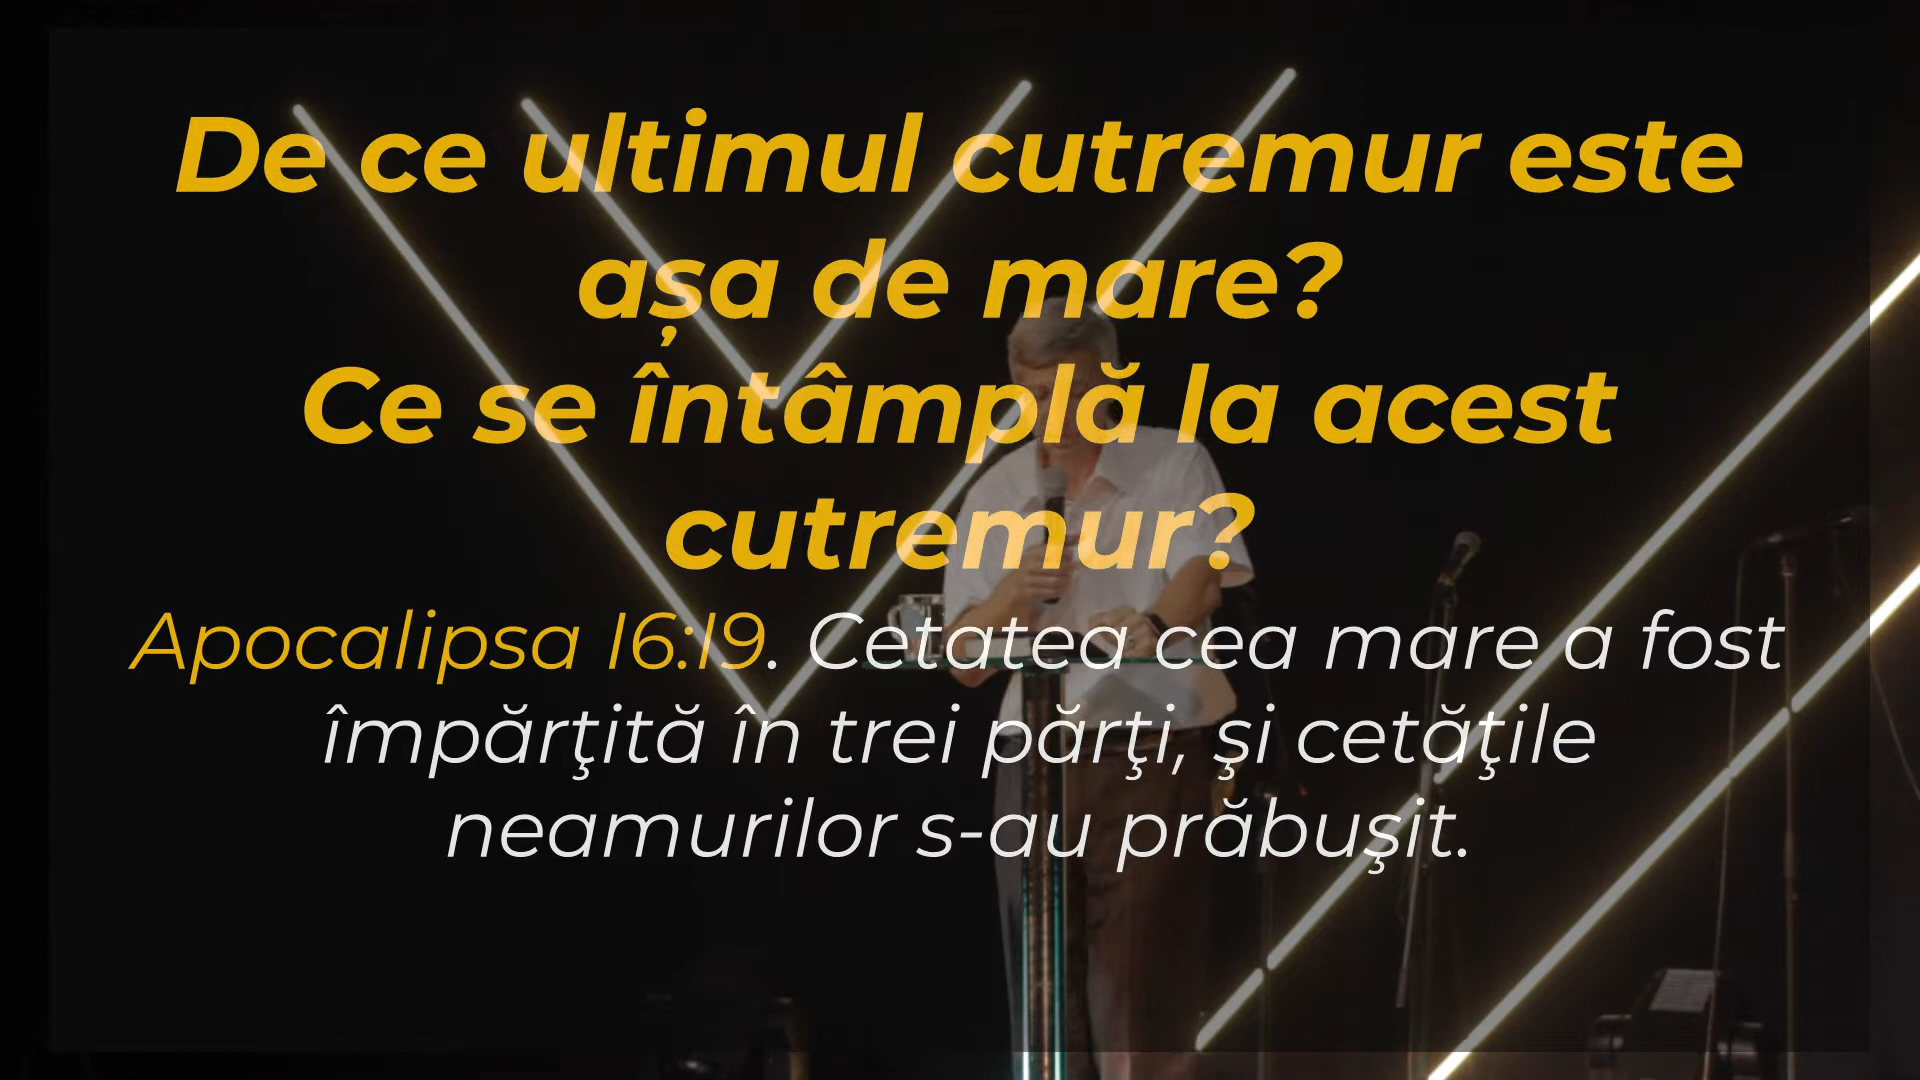 De ce ultimul cutremur este
așa de mare?
Ce se întâmplă la acest
cutremur?
Apocalipsa 16:19. Cetatea cea mare a fost
împărţită în trei părţi, şi cetăţile
neamurilor s-au prăbuşit.